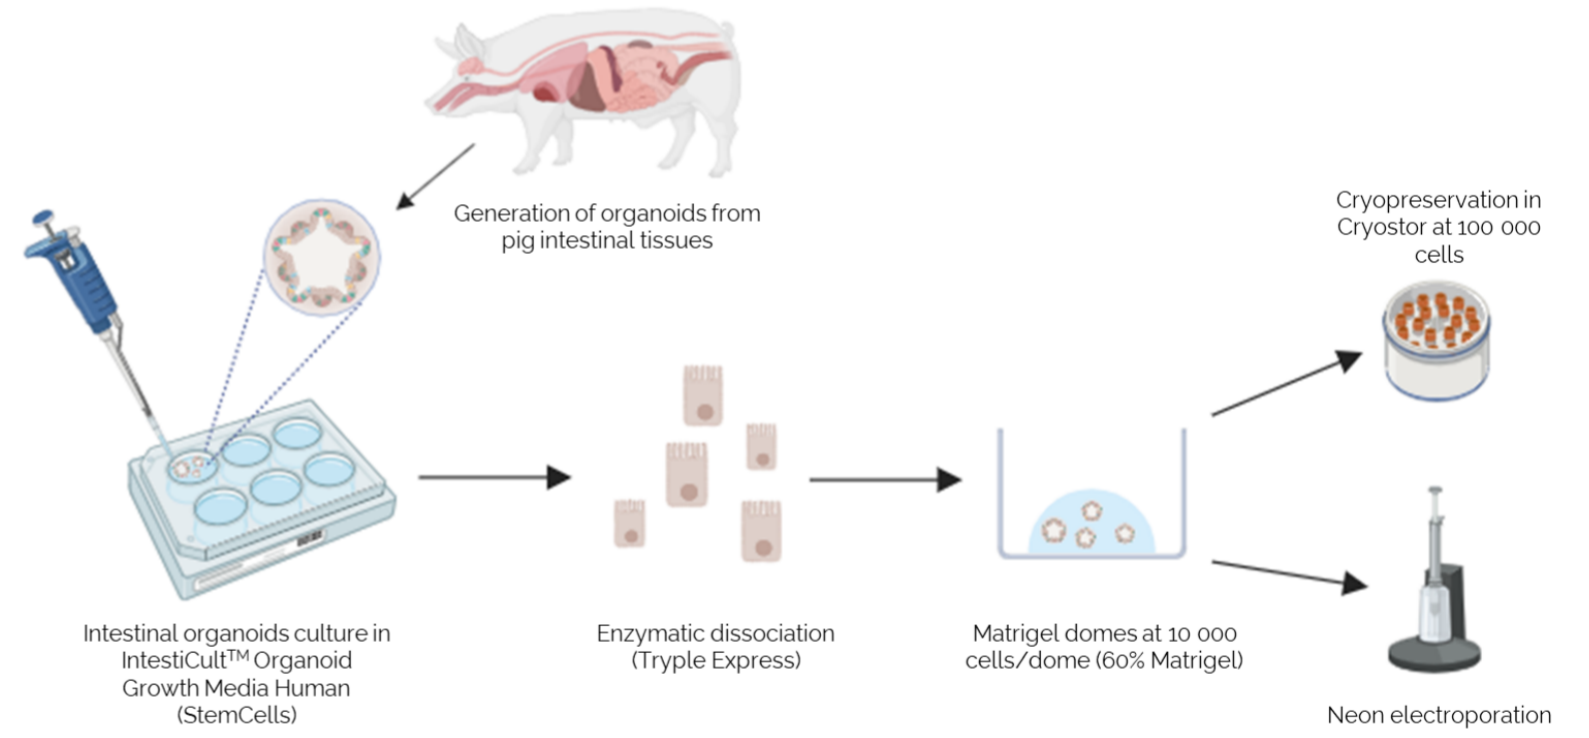 Generation of organoids from
pig intestinal tissues
Cryopreservation in
Cryostor at 100 000
cells
Intestinal organoids culture in
IntestiCult™ Organoid
Growth Media Human
(StemCells)
Enzymatic dissociation
(Tryple Express)
Matrigel domes at 10 000
cells/dome (60% Matrigel)
Neon electroporation